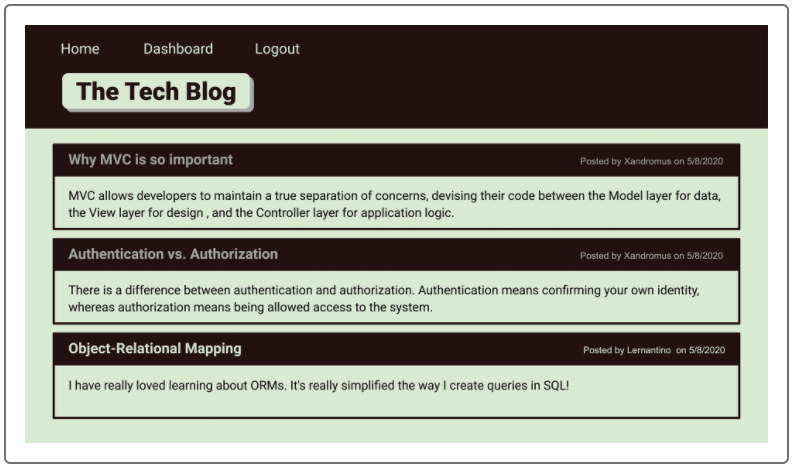 Home Dashboard Logout
The Tech Blog
Why MVC is so important Posted by Xandromus on 5/8/2020
MVC allows developers to maintain a true separation of concerns, devising their code between the Model layer for data,
the View layer for design , and the Controller layer for application logic.
Authentication vs. Authorization Posted by Xandromus on 5/8/2020
There is a difference between authentication and authorization. Authentication means confirming your own identity,
whereas authorization means being allowed access to the system.
Object-Relational Mapping Posted by Lernantino on 5/8/2020
I have really loved learning about ORMs. It's really simplified the way I create queries in SQL!